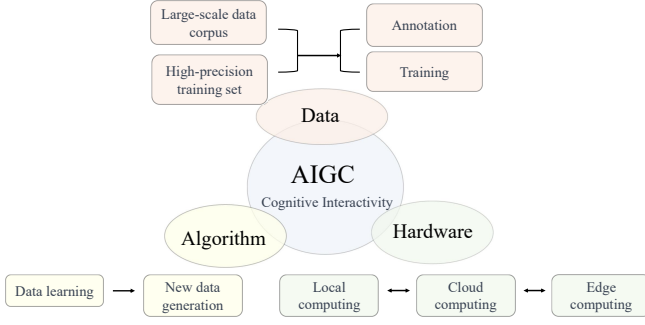 Large-scale data
corpus
Annotation
High-precision
training set
Training
Data
AIGC
Cognitive Interactivity
Algorithm
Hardware
Data learning
New data
generation
Local
computing
Cloud
computing
Edge
computing